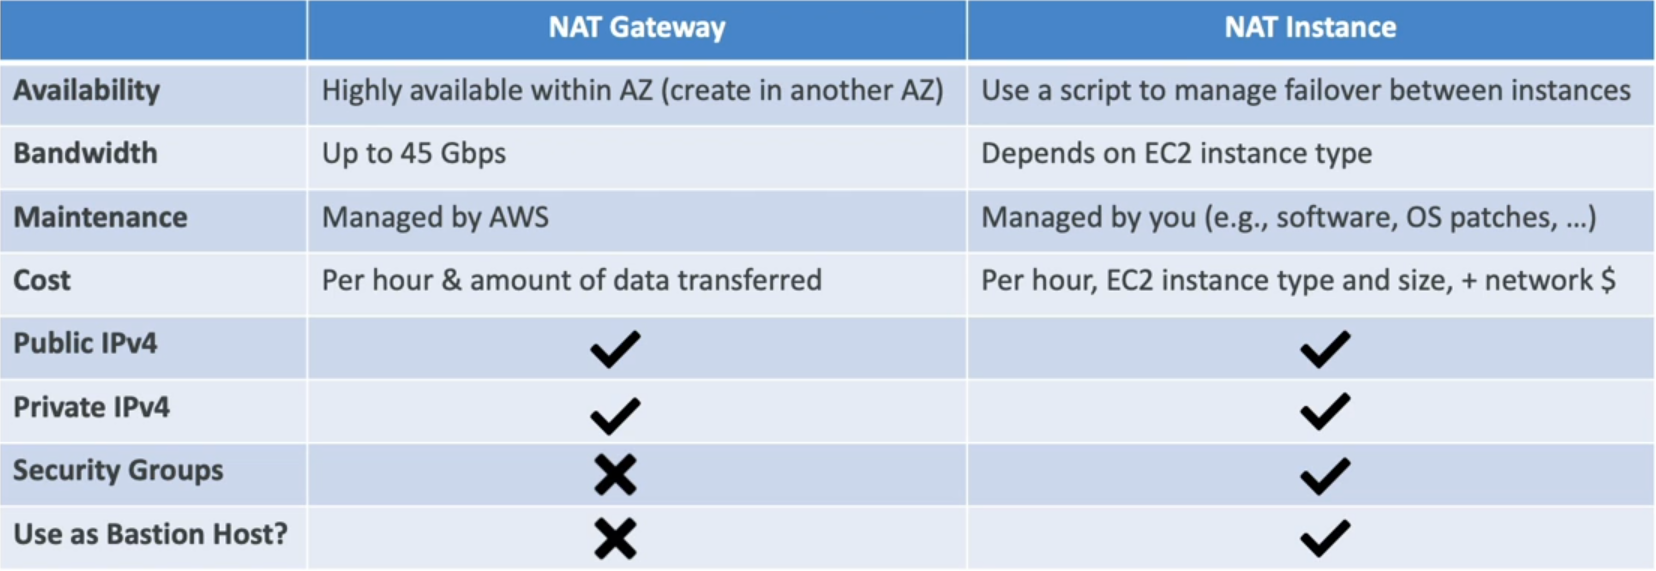 NAT Gateway NAT Instance
Availability Highly available within AZ (create in another AZ) Use a script to manage failover between instances
Bandwidth Up to 45 Gbps Depends on EC2 instance type
Maintenance Managed by AWS Managed by you (e.g., software, OS patches, ...)
Cost Per hour & amount of data transferred Per hour, EC2 instance type and size, + network $
Public IPv4 ✔ ✔
Private IPv4 ✔ ✔
Security Groups ✖ ✔
Use as Bastion Host? ✖ ✔